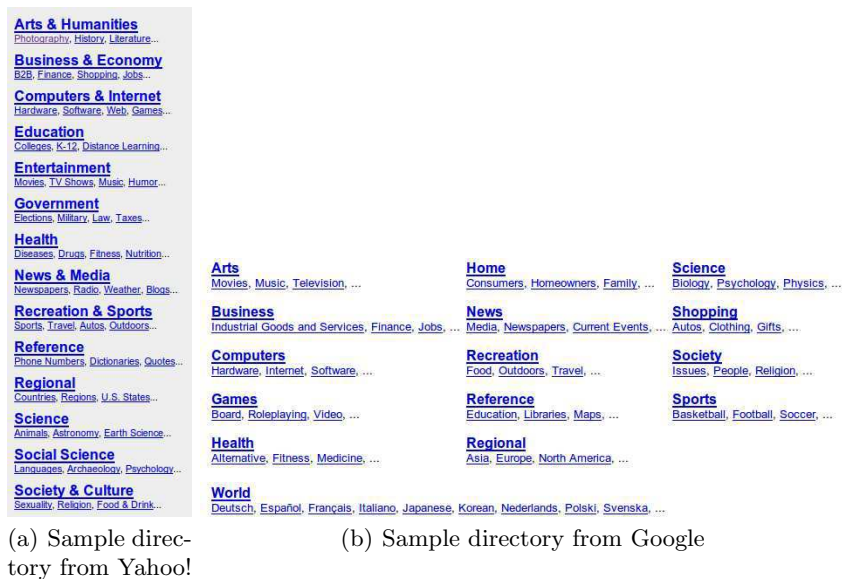 Arts & Humanities
Photography, History, Literature...
Business & Economy
B2B, Finance, Shopping, Jobs...
Computers & Internet
Hardware, Software, Web, Games...
Education
Colleges, K-12, Distance Learning...
Entertainment
Movies, TV Shows, Music, Humor...
Government
Elections, Military, Law, Taxes...
Health
Diseases, Drugs, Fitness, Nutrition...
News & Media
Newspapers, Radio, Weather, Blogs...
Recreation & Sports
Sports, Travel, Autos, Outdoors...
Reference
Phone Numbers, Dictionaries, Quotes...
Regional
Countries, Regions, U.S. States...
Science
Animals, Astronomy, Earth Science...
Social Science
Languages, Archaeology, Psychology...
Society & Culture
Sexuality, Religion, Food & Drink...
(a) Sample direc-
tory from Yahoo!
Arts
Movies, Music, Television, ...
Business
Industrial Goods and Services, Finance, Jobs, ...
Computers
Hardware, Internet, Software, ...
Games
Board, Roleplaying, Video, ...
Health
Alternative, Fitness, Medicine, ...
Home
Consumers, Homeowners, Family, ...
News
Media, Newspapers, Current Events, ...
Recreation
Food, Outdoors, Travel, ...
Reference
Education, Libraries, Maps, ...
Regional
Asia, Europe, North America, ...
Science
Biology, Psychology, Physics, ...
Shopping
Autos, Clothing, Gifts, ...
Society
Issues, People, Religion, ...
Sports
Basketball, Football, Soccer, ...
World
Deutsch, Español, Français, Italiano, Japanese, Korean, Nederlands, Polski, Svenska, ...
(b) Sample directory from Google